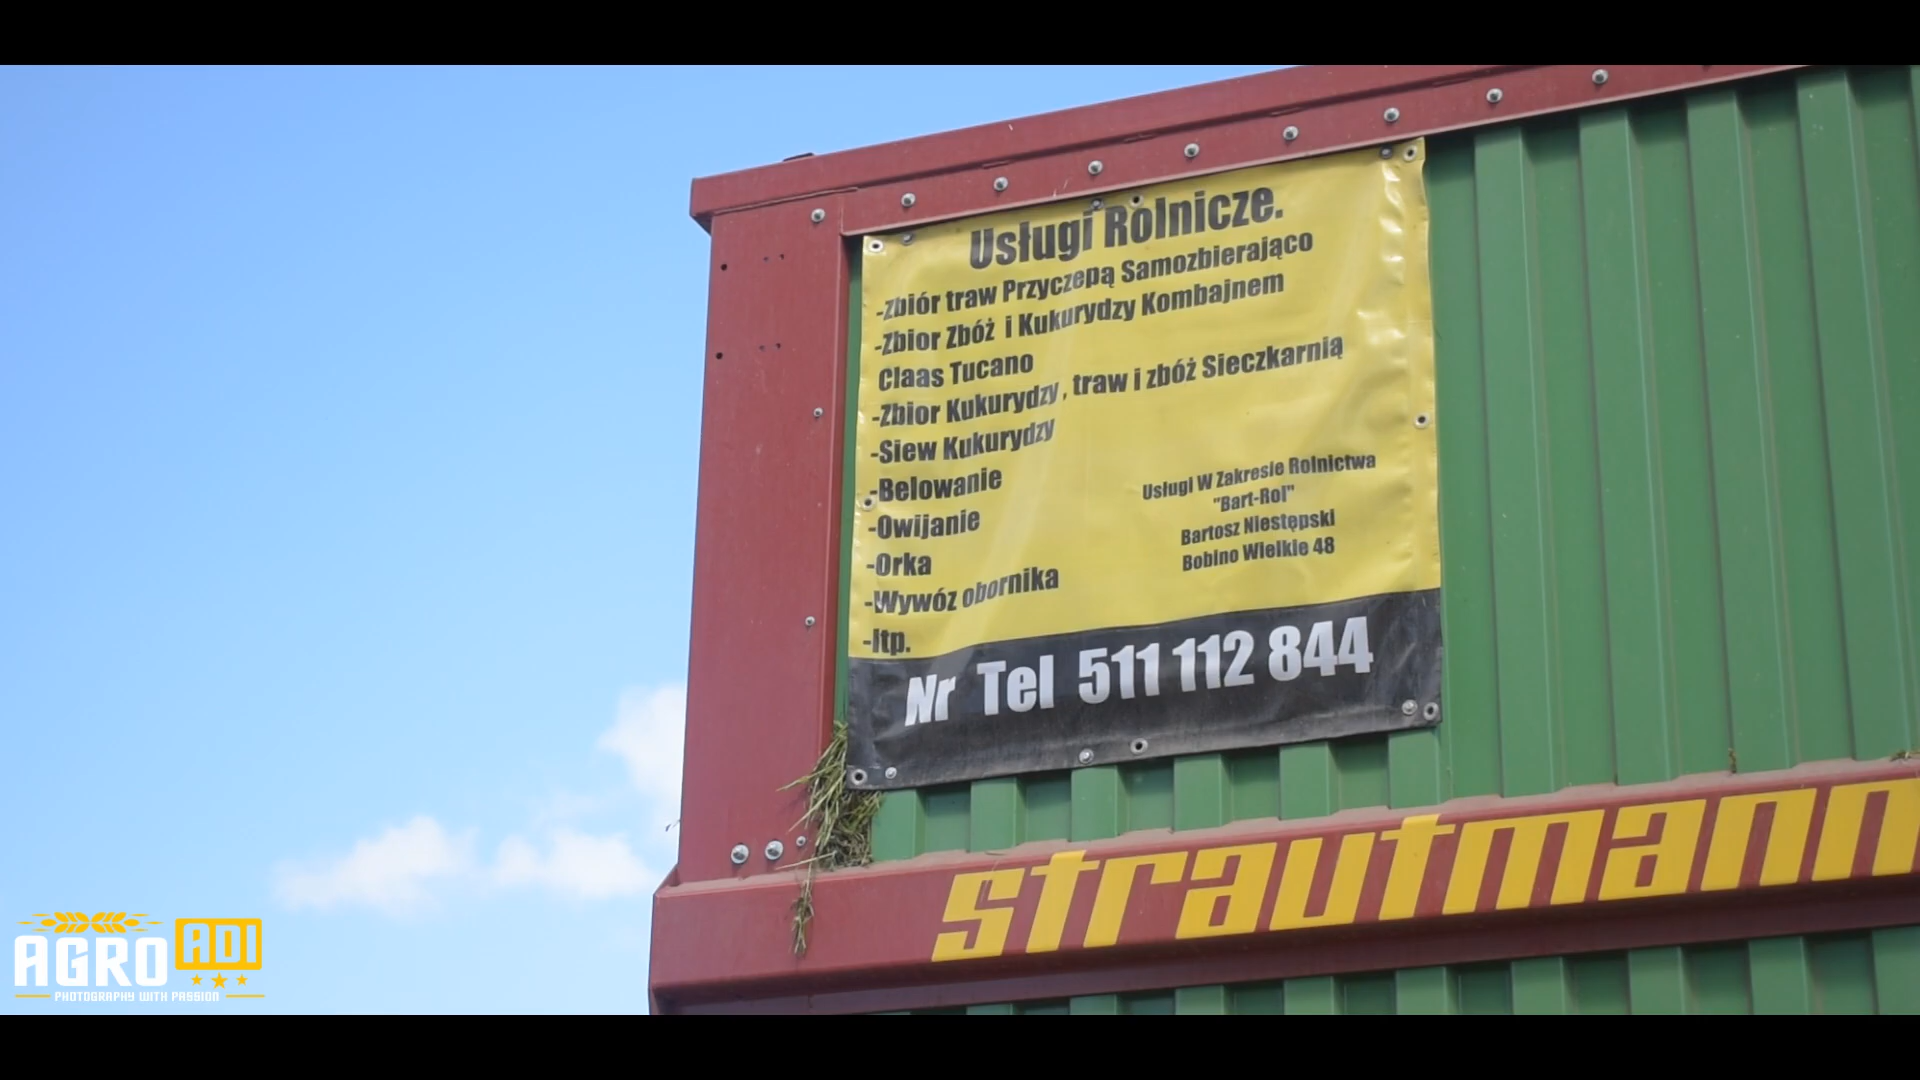 Usługi Rolnicze.
-zbiór traw Przyczepą Samozbierająco
-Zbior Zbóż i Kukurydzy Kombajnem
Claas Tucano
-Zbior Kukurydzy, traw i zbóż Sieczkarnią
-Siew Kukurydzy
-Belowanie
-Owijanie
-Orka
-Wywóz obornika
-Itp.
Usługi W Zakresie Rolnictwa
"Bart-Rol"
Bartosz Niestępski
Bobino Wielkie 48
Nr Tel 511 112 844
strautmann
AGRO ADI
PHOTOGRAPHY WITH PASSION